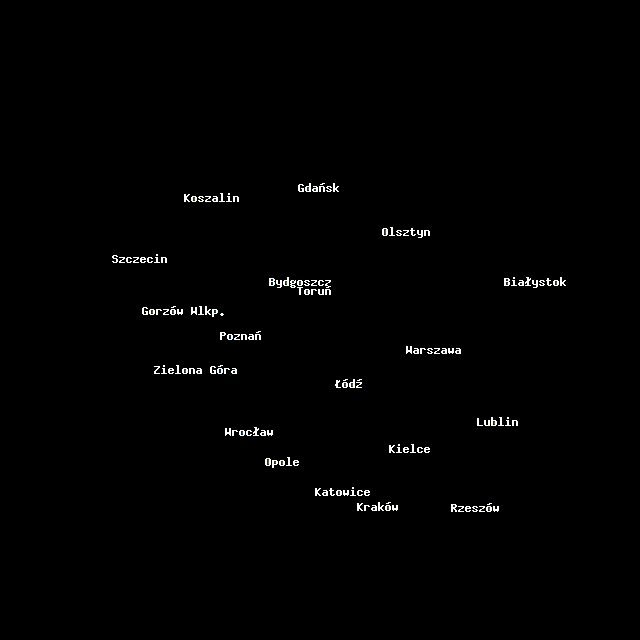 Gdańsk
Koszalin
Olsztyn
Szczecin
Bydgoszcz
Białystok
Toruń
Gorzów Wlkp.
Poznań
Warszawa
Zielona Góra
Łódź
Lublin
Wrocław
Kielce
Opole
Katowice
Kraków
Rzeszów